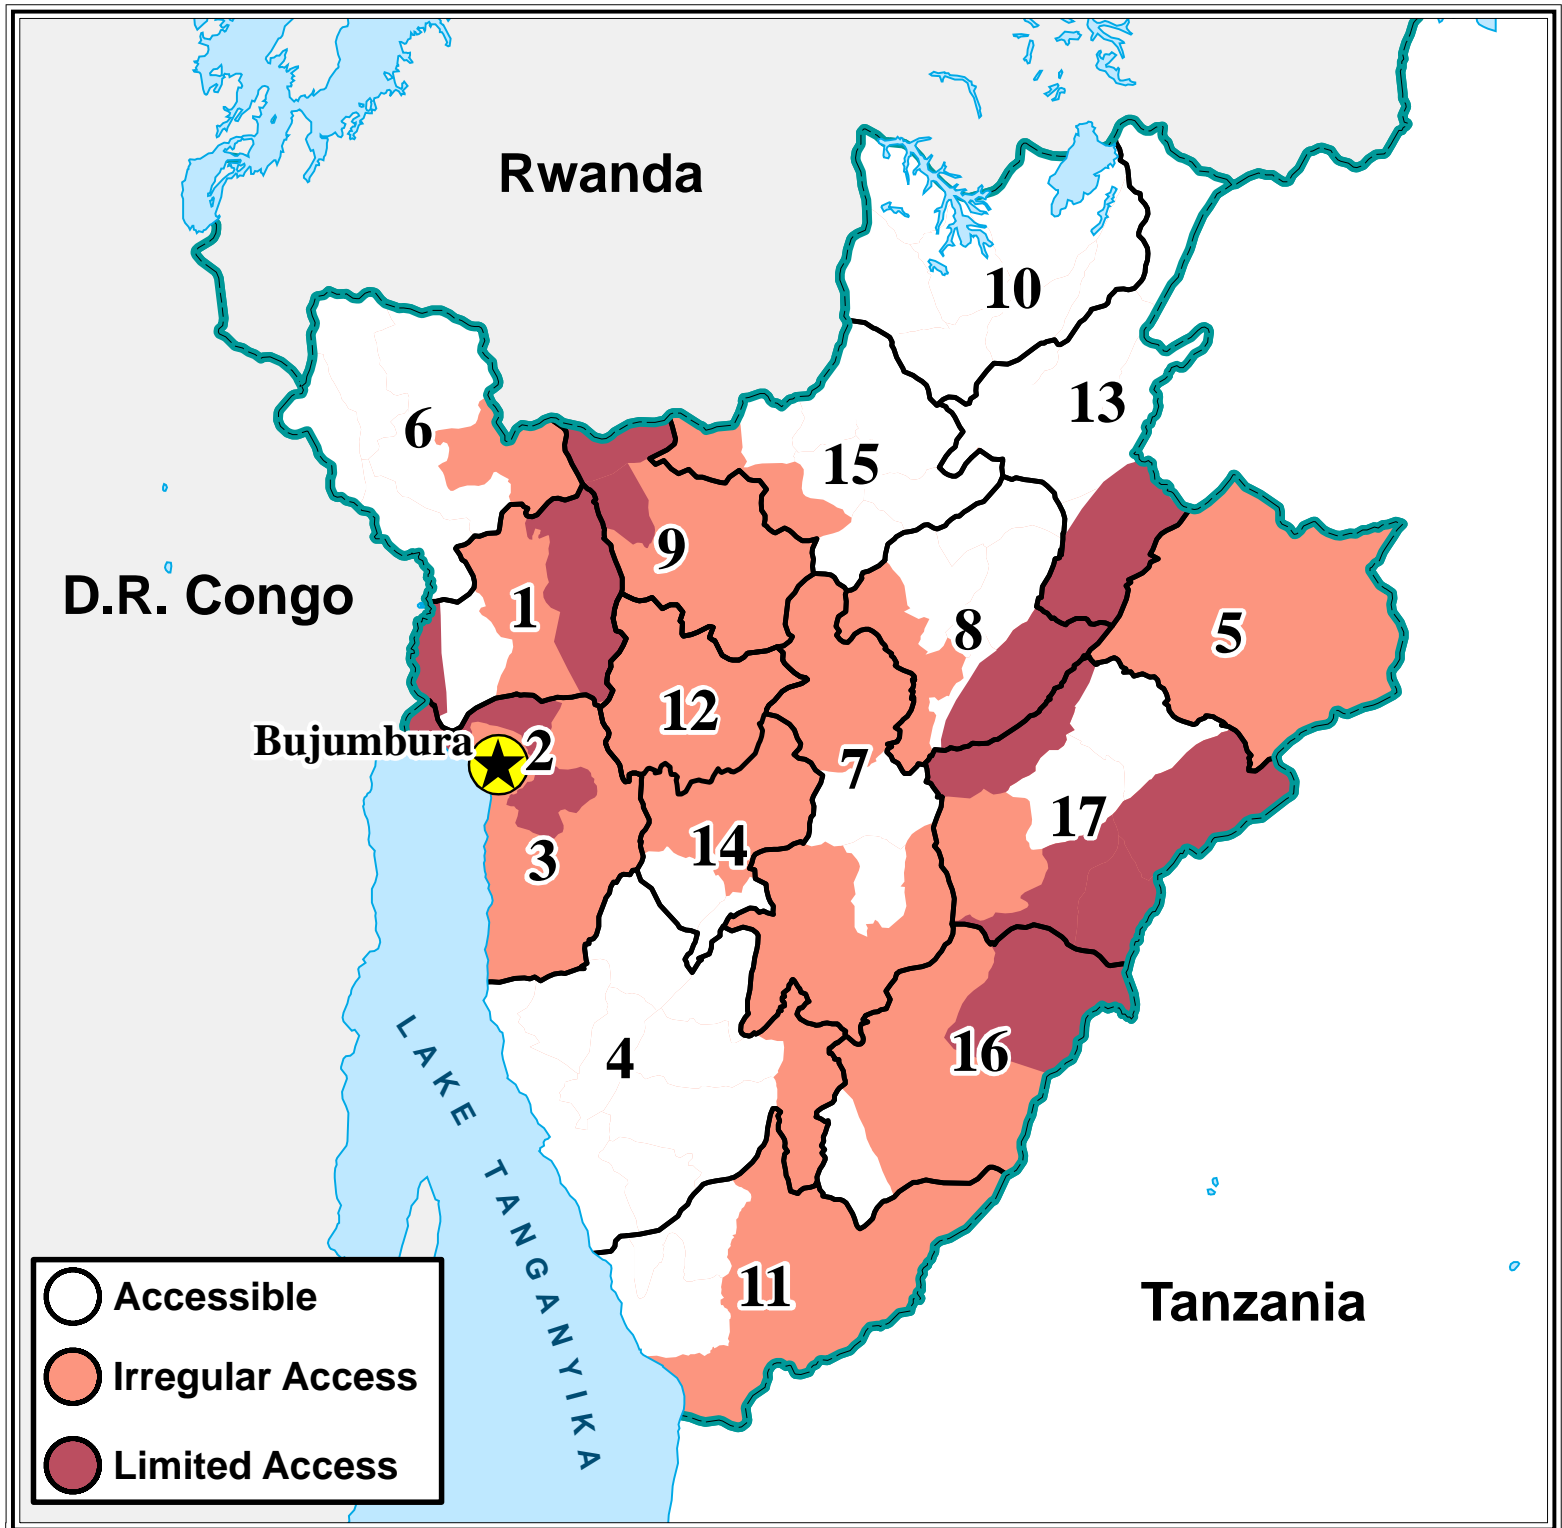 Rwanda
10
13
6
15
9
D.R. Congo
1
8
5
12
Bujumbura
2
7
17
14
3
16
4
LAKE TANGANYIKA
11
Tanzania
Accessible
Irregular Access
Limited Access